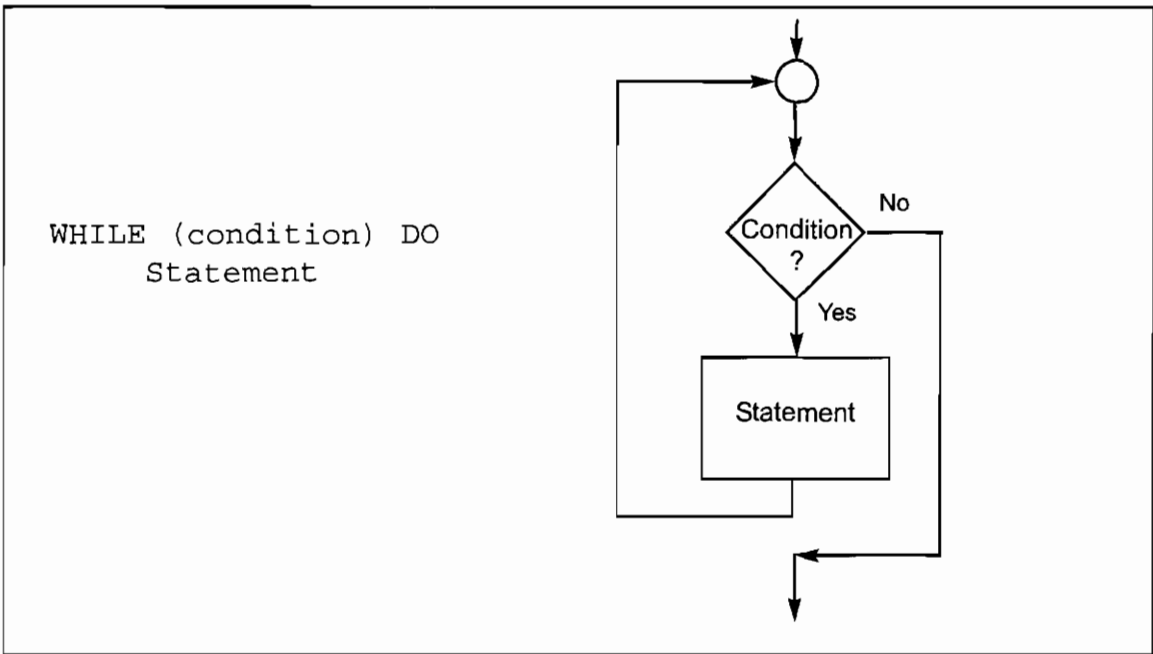 WHILE (condition) DO
Statement
No
Condition
?
Yes
Statement